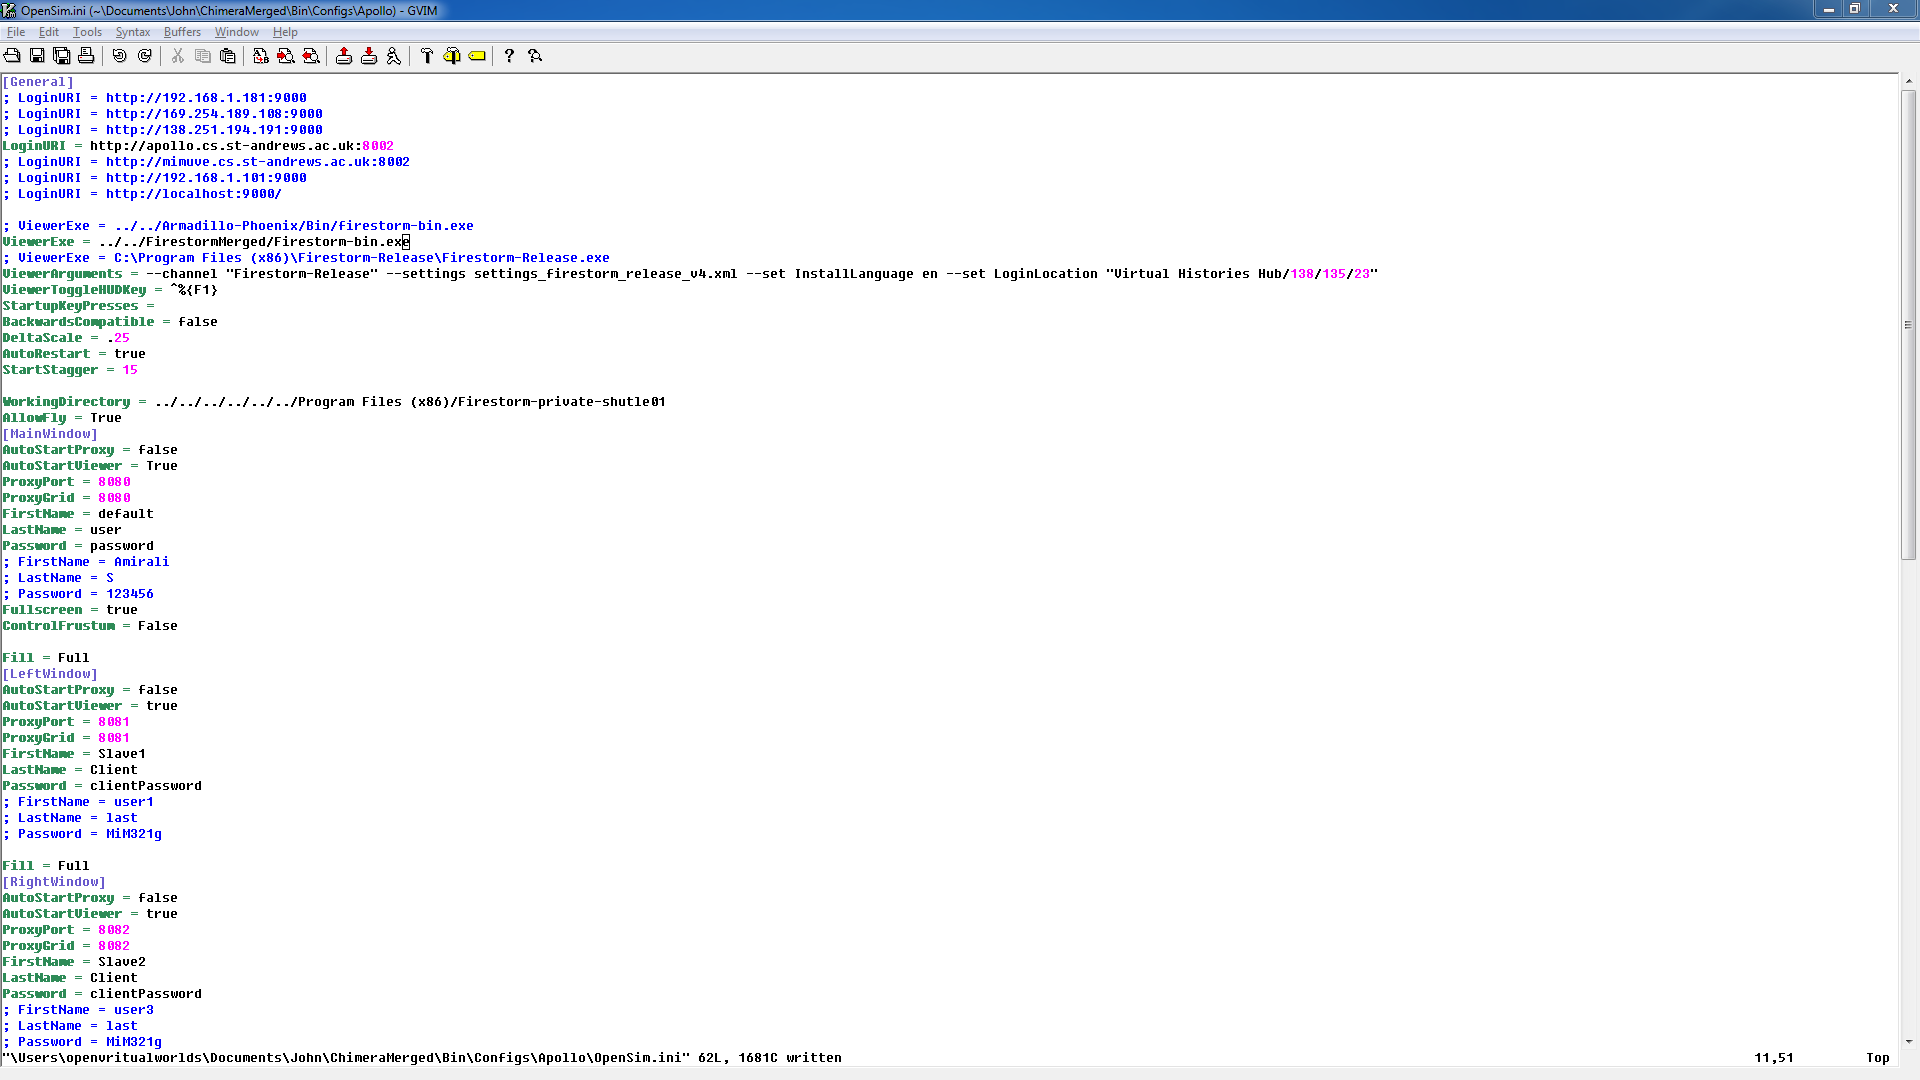 OpenSim.ini (~\Documents\John\ChimeraMerged\Bin\Configs\Apollo) - GVIM
File Edit Tools Syntax Buffers Window Help
[General]
; LoginURI = http://192.168.1.181:9000
; LoginURI = http://169.254.189.108:9000
; LoginURI = http://138.251.194.191:9000
LoginURI = http://apollo.cs.st-andrews.ac.uk:8002
; LoginURI = http://mimuve.cs.st-andrews.ac.uk:8002
; LoginURI = http://192.168.1.101:9000
; LoginURI = http://localhost:9000/
; ViewerExe = ../../Armadillo-Phoenix/Bin/firestorm-bin.exe
ViewerExe = ../../FirestormMerged/Firestorm-bin.exe
; ViewerExe = C:\Program Files (x86)\Firestorm-Release\Firestorm-Release.exe
ViewerArguments = --channel "Firestorm-Release" --settings settings_firestorm_release_v4.xml --set InstallLanguage en --set LoginLocation "Virtual Histories Hub/138/135/23"
ViewerToggleHUDKey = ^%{F1}
StartupKeyPresses =
BackwardsCompatible = false
DeltaScale = .25
AutoRestart = true
StartStagger = 15
WorkingDirectory = ../../../../../../Program Files (x86)/Firestorm-private-shutle01
AllowFly = True
[MainWindow]
AutoStartProxy = false
AutoStartViewer = True
ProxyPort = 8080
ProxyGrid = 8080
FirstName = default
LastName = user
Password = password
; FirstName = Amirali
; LastName = S
; Password = 123456
Fullscreen = true
ControlFrustum = False
Fill = Full
[LeftWindow]
AutoStartProxy = false
AutoStartViewer = true
ProxyPort = 8081
ProxyGrid = 8081
FirstName = Slave1
LastName = Client
Password = clientPassword
; FirstName = user1
; LastName = last
; Password = MiM321g
Fill = Full
[RightWindow]
AutoStartProxy = false
AutoStartViewer = true
ProxyPort = 8082
ProxyGrid = 8082
FirstName = Slave2
LastName = Client
Password = clientPassword
; FirstName = user3
; LastName = last
; Password = MiM321g
"\Users\openvritualworlds\Documents\John\ChimeraMerged\Bin\Configs\Apollo\OpenSim.ini" 62L, 1681C written 11,51 Top